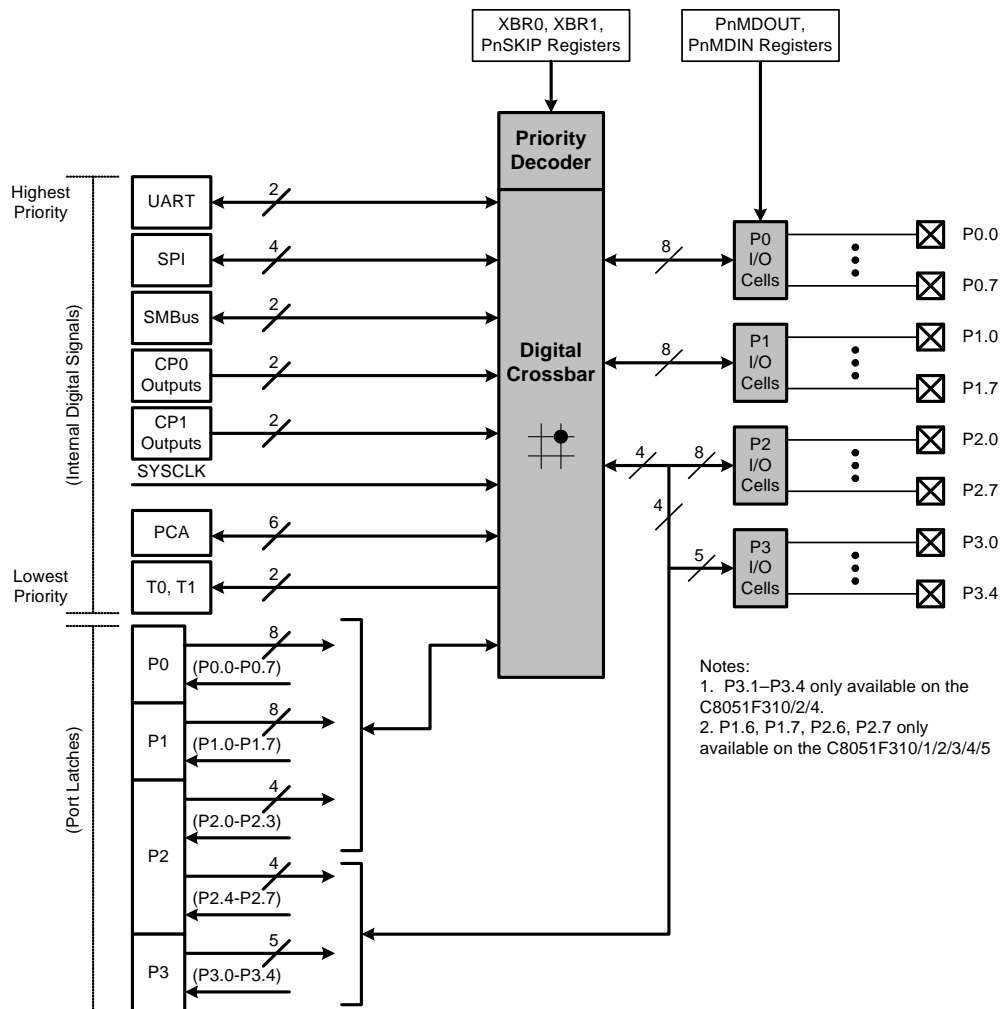 XBR0, XBR1,
PnSKIP Registers
PnMDOUT,
PnMDIN Registers
Priority
Decoder
Highest
Priority
UART
2
SPI
4
SMBus
2
CP0
Outputs
2
CP1
Outputs
2
SYSCLK
PCA
6
T0, T1
2
Lowest
Priority
(Internal Digital Signals)
Digital
Crossbar
8
P0
I/O
Cells
P0.0
P0.7
8
P1
I/O
Cells
P1.0
P1.7
4
8
P2
I/O
Cells
P2.0
P2.7
4
5
P3
I/O
Cells
P3.0
P3.4
(Port Latches)
P0
8
(P0.0-P0.7)
P1
8
(P1.0-P1.7)
P2
4
(P2.0-P2.3)
4
(P2.4-P2.7)
P3
5
(P3.0-P3.4)
Notes:
1. P3.1–P3.4 only available on the
C8051F310/2/4.
2. P1.6, P1.7, P2.6, P2.7 only
available on the C8051F310/1/2/3/4/5